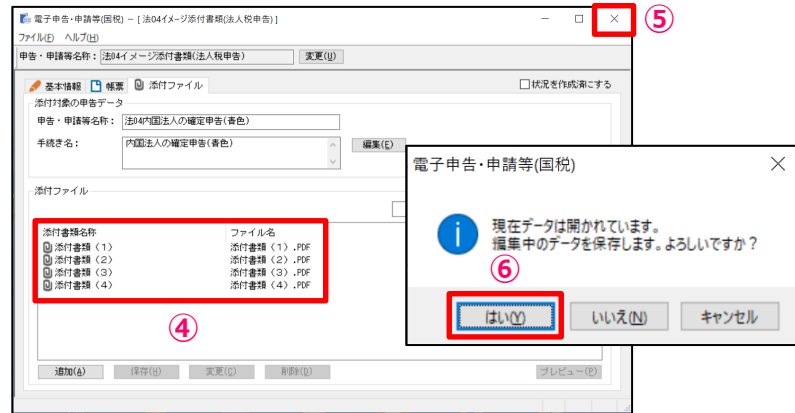 電子申告・申請等(国税) － [ 法04イメージ添付書類(法人税申告) ]
ファイル(F) ヘルプ(H)
申告・申請等名称： 法04イメージ添付書類(法人税申告) 変更(U)
⑤
基本情報 帳票 添付ファイル 状況を作成済にする
添付対象の申告データ
申告・申請等名称： 法04内国法人の確定申告(青色)
手続き名： 内国法人の確定申告(青色) 編集(E)
添付ファイル
添付書類名称 ファイル名
添付書類（1） 添付書類（1）.PDF
添付書類（2） 添付書類（2）.PDF
添付書類（3） 添付書類（3）.PDF
添付書類（4） 添付書類（4）.PDF
④
追加(A) 保存(H) 変更(C) 削除(D) プレビュー(P)
電子申告・申請等(国税)
現在データは開かれています。
編集中のデータを保存します。よろしいですか？
⑥
はい(Y) いいえ(N) キャンセル